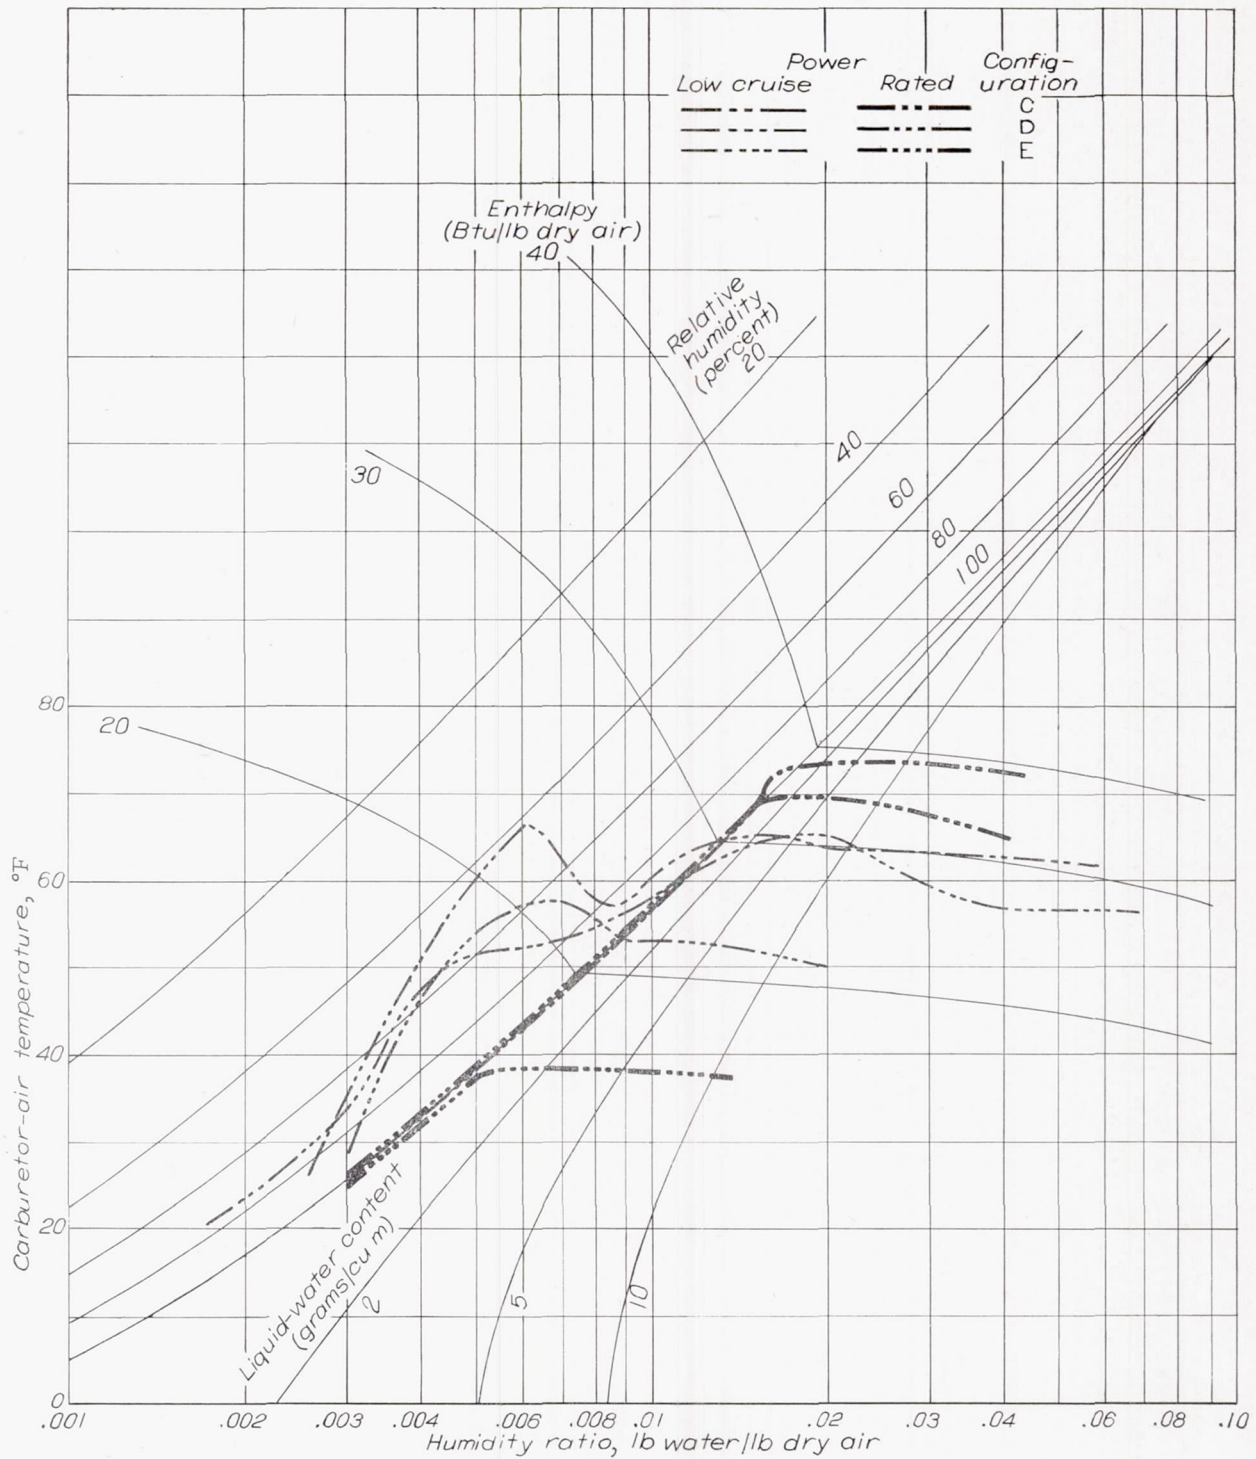 Power Config-
Low cruise Rated uration
C
D
E
Enthalpy
(Btu/lb dry air)
40
Relative
humidity
(percent)
20
30
40
60
80
100
20
80
60
40
20
0
Carburetor-air temperature, °F
Liquid-water content
(grams/cu m)
2
5
10
.001 .002 .003 .004 .006 .008 .01 .02 .03 .04 .06 .08 .10
Humidity ratio, lb water/lb dry air